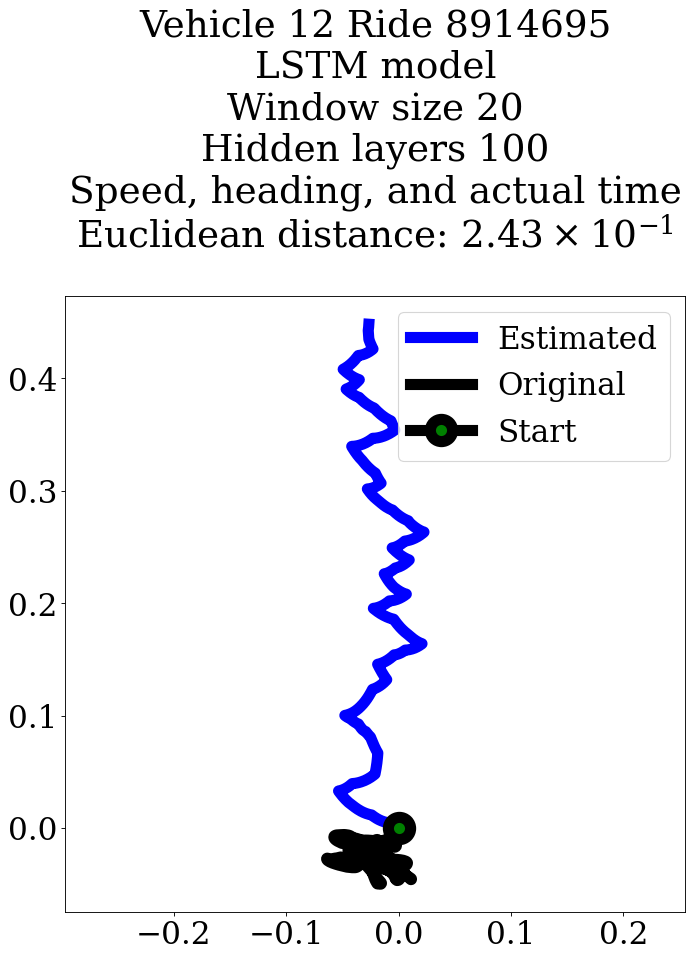 Vehicle 12 Ride 8914695
LSTM model
Window size 20
Hidden layers 100
Speed, heading, and actual time
Euclidean distance: 2.43 × 10⁻¹
Estimated
Original
Start
0.4
0.3
0.2
0.1
0.0
−0.2 −0.1 0.0 0.1 0.2